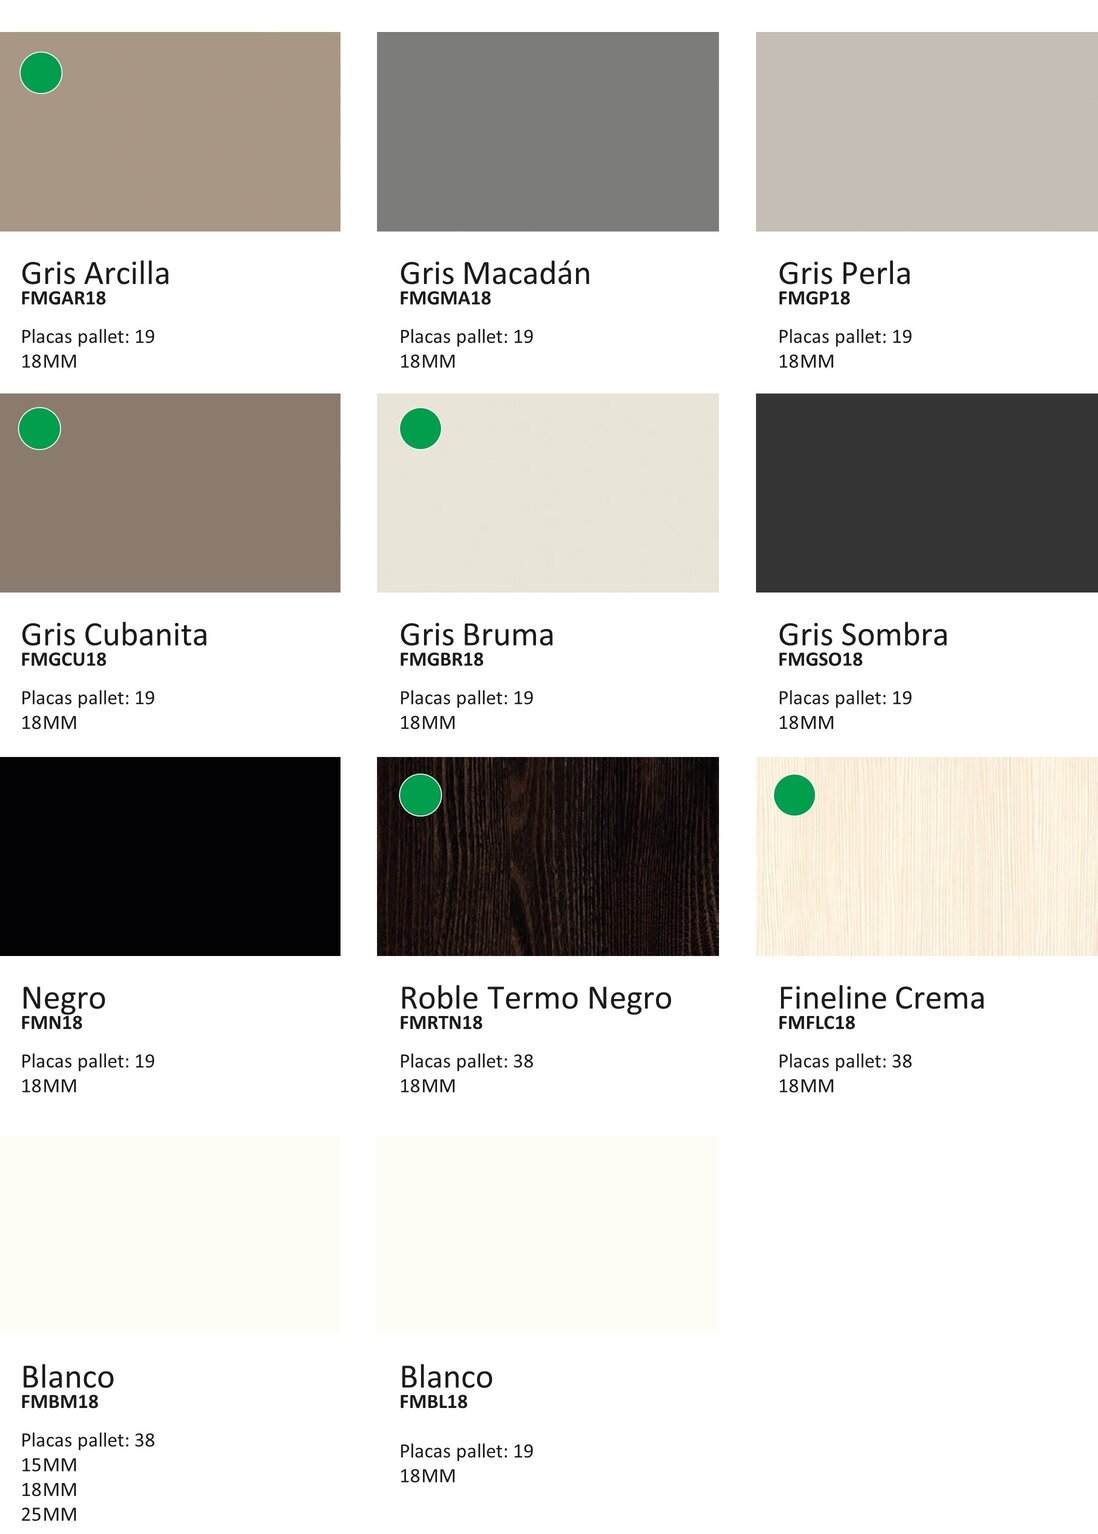 Gris Arcilla
FMGAR18
Placas pallet: 19
18MM
Gris Macadán
FMGMA18
Placas pallet: 19
18MM
Gris Perla
FMGP18
Placas pallet: 19
18MM
Gris Cubanita
FMGCU18
Placas pallet: 19
18MM
Gris Bruma
FMGBR18
Placas pallet: 19
18MM
Gris Sombra
FMGSO18
Placas pallet: 19
18MM
Negro
FMN18
Placas pallet: 19
18MM
Roble Termo Negro
FMRTN18
Placas pallet: 38
18MM
Fineline Crema
FMFLC18
Placas pallet: 38
18MM
Blanco
FMBM18
Placas pallet: 38
15MM
18MM
25MM
Blanco
FMBL18
Placas pallet: 19
18MM